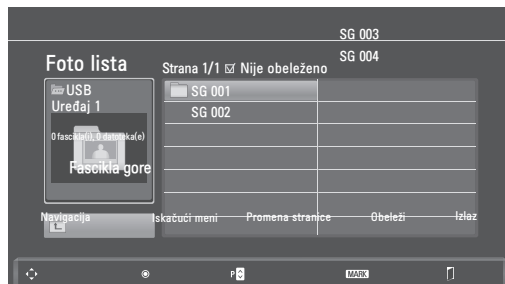 SG 003
SG 004
Foto lista
Strana 1/1 ☑ Nije obeleženo
USB
Uređaj 1
0 fascikla(i), 0 datoteka(e)
Fascikla gore
SG 001
SG 002
Navigacija Iskačući meni Promena stranice Obeleži Izlaz
P MARK